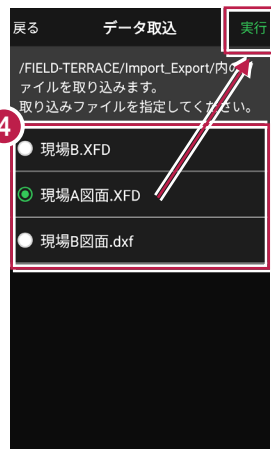 戻る データ取込 実行
/FIELD-TERRACE/Import_Export/内の
ァイルを取り込みます。
取り込みファイルを指定してください。
4
現場B.XFD
現場A図面.XFD
現場B図面.dxf